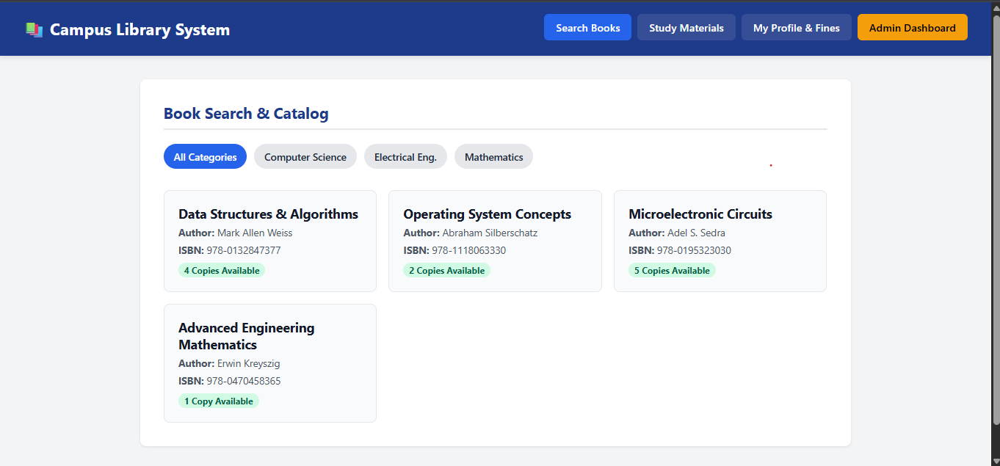 Campus Library System
Search Books
Study Materials
My Profile & Fines
Admin Dashboard
Book Search & Catalog
All Categories
Computer Science
Electrical Eng.
Mathematics
Data Structures & Algorithms
Author: Mark Allen Weiss
ISBN: 978-0132847377
4 Copies Available
Operating System Concepts
Author: Abraham Silberschatz
ISBN: 978-1118063330
2 Copies Available
Microelectronic Circuits
Author: Adel S. Sedra
ISBN: 978-0195323030
5 Copies Available
Advanced Engineering
Mathematics
Author: Erwin Kreyszig
ISBN: 978-0470458365
1 Copy Available